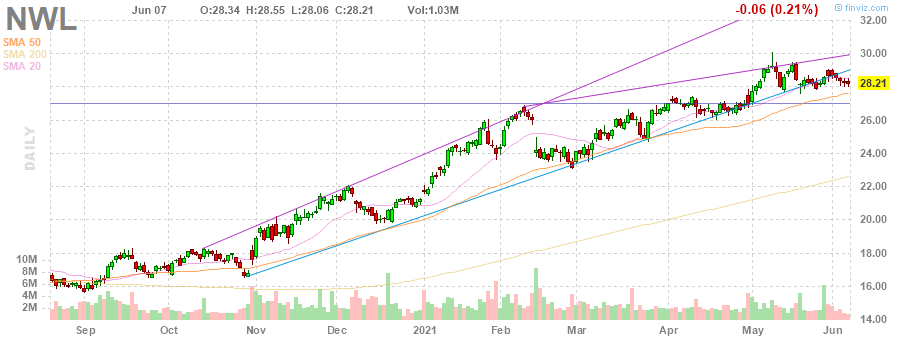 NWL Jun 07 O:28.34 H:28.55 L:28.06 C:28.21 Vol:1.03M -0.06 (0.21%) © finviz.com
SMA 50
SMA 200
SMA 20
DAILY
32.00
30.00
28.21
26.00
24.00
22.00
20.00
18.00
16.00
14.00
10M
8M
6M
4M
2M
Sep Oct Nov Dec 2021 Feb Mar Apr May Jun